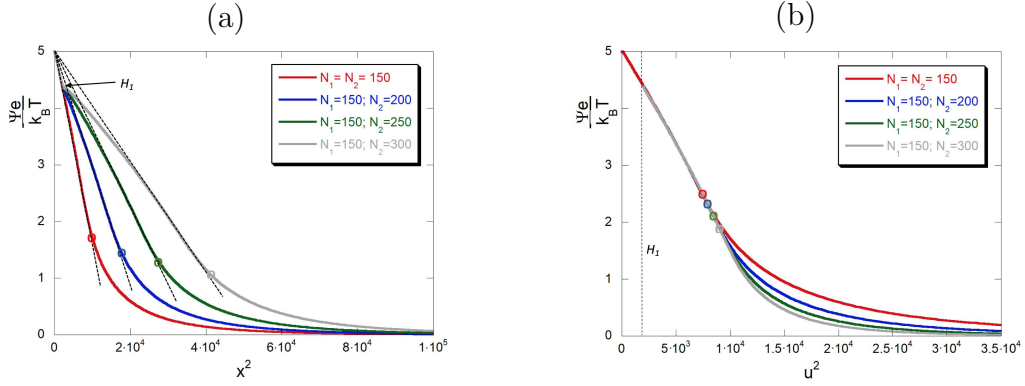 (a)
5
4
3
2
1
0
Ψe
k_BT
H₁
N₁= N₂= 150
N₁=150; N₂=200
N₁=150; N₂=250
N₁=150; N₂=300
0
2·10⁴
4·10⁴
6·10⁴
8·10⁴
1·10⁵
x²
(b)
5
4
3
2
1
0
Ψe
k_BT
H₁
N₁= N₂= 150
N₁=150; N₂=200
N₁=150; N₂=250
N₁=150; N₂=300
0
5·10³
1·10⁴
1.5·10⁴
2·10⁴
2.5·10⁴
3·10⁴
3.5·10⁴
u²